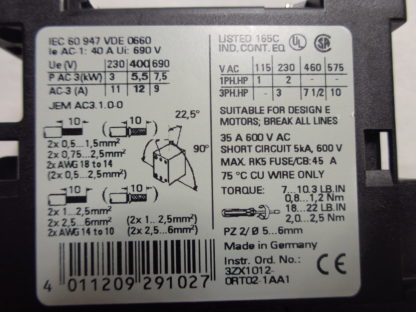 IEC 60 947 VDE 0660
Ie AC 1: 40 A Ui: 690 V
Ue (V) 230 400 690
P AC 3(kW) 3 5,5 7,5
AC-3 (A) 11 12 9
JEM AC3.1.0-0
10 10
2x 0,5...1,5mm²
2x 0,75...2,5mm²
2x AWG 18 to 14
(2x 0,5...2,5mm²)
22,5°
90°
10 10
2x 1...2,5mm²
2x 2,5...6mm²
2x AWG 14 to 10
(2x 1...2,5mm²)
(2x 2,5...6mm²)
4 011209 291027
LISTED 165C
IND. CONT. EQ.
UL
V AC 115 230 460 575
1PH.HP 1 2 - -
3PH.HP - 3 7 1/2 10
SUITABLE FOR DESIGN E
MOTORS; BREAK ALL LINES
35 A 600 V AC
SHORT CIRCUIT 5kA, 600 V
MAX. RK5 FUSE/CB: 45 A
75 °C CU WIRE ONLY
TORQUE: 7...10.3 LB.IN
0,8...1,2 Nm
18...22 LB.IN
2,0...2,5 Nm
PZ 2/ Ø 5...6mm
Made in Germany
Instr. Ord. No.:
3ZX1012-
0RT02-1AA1